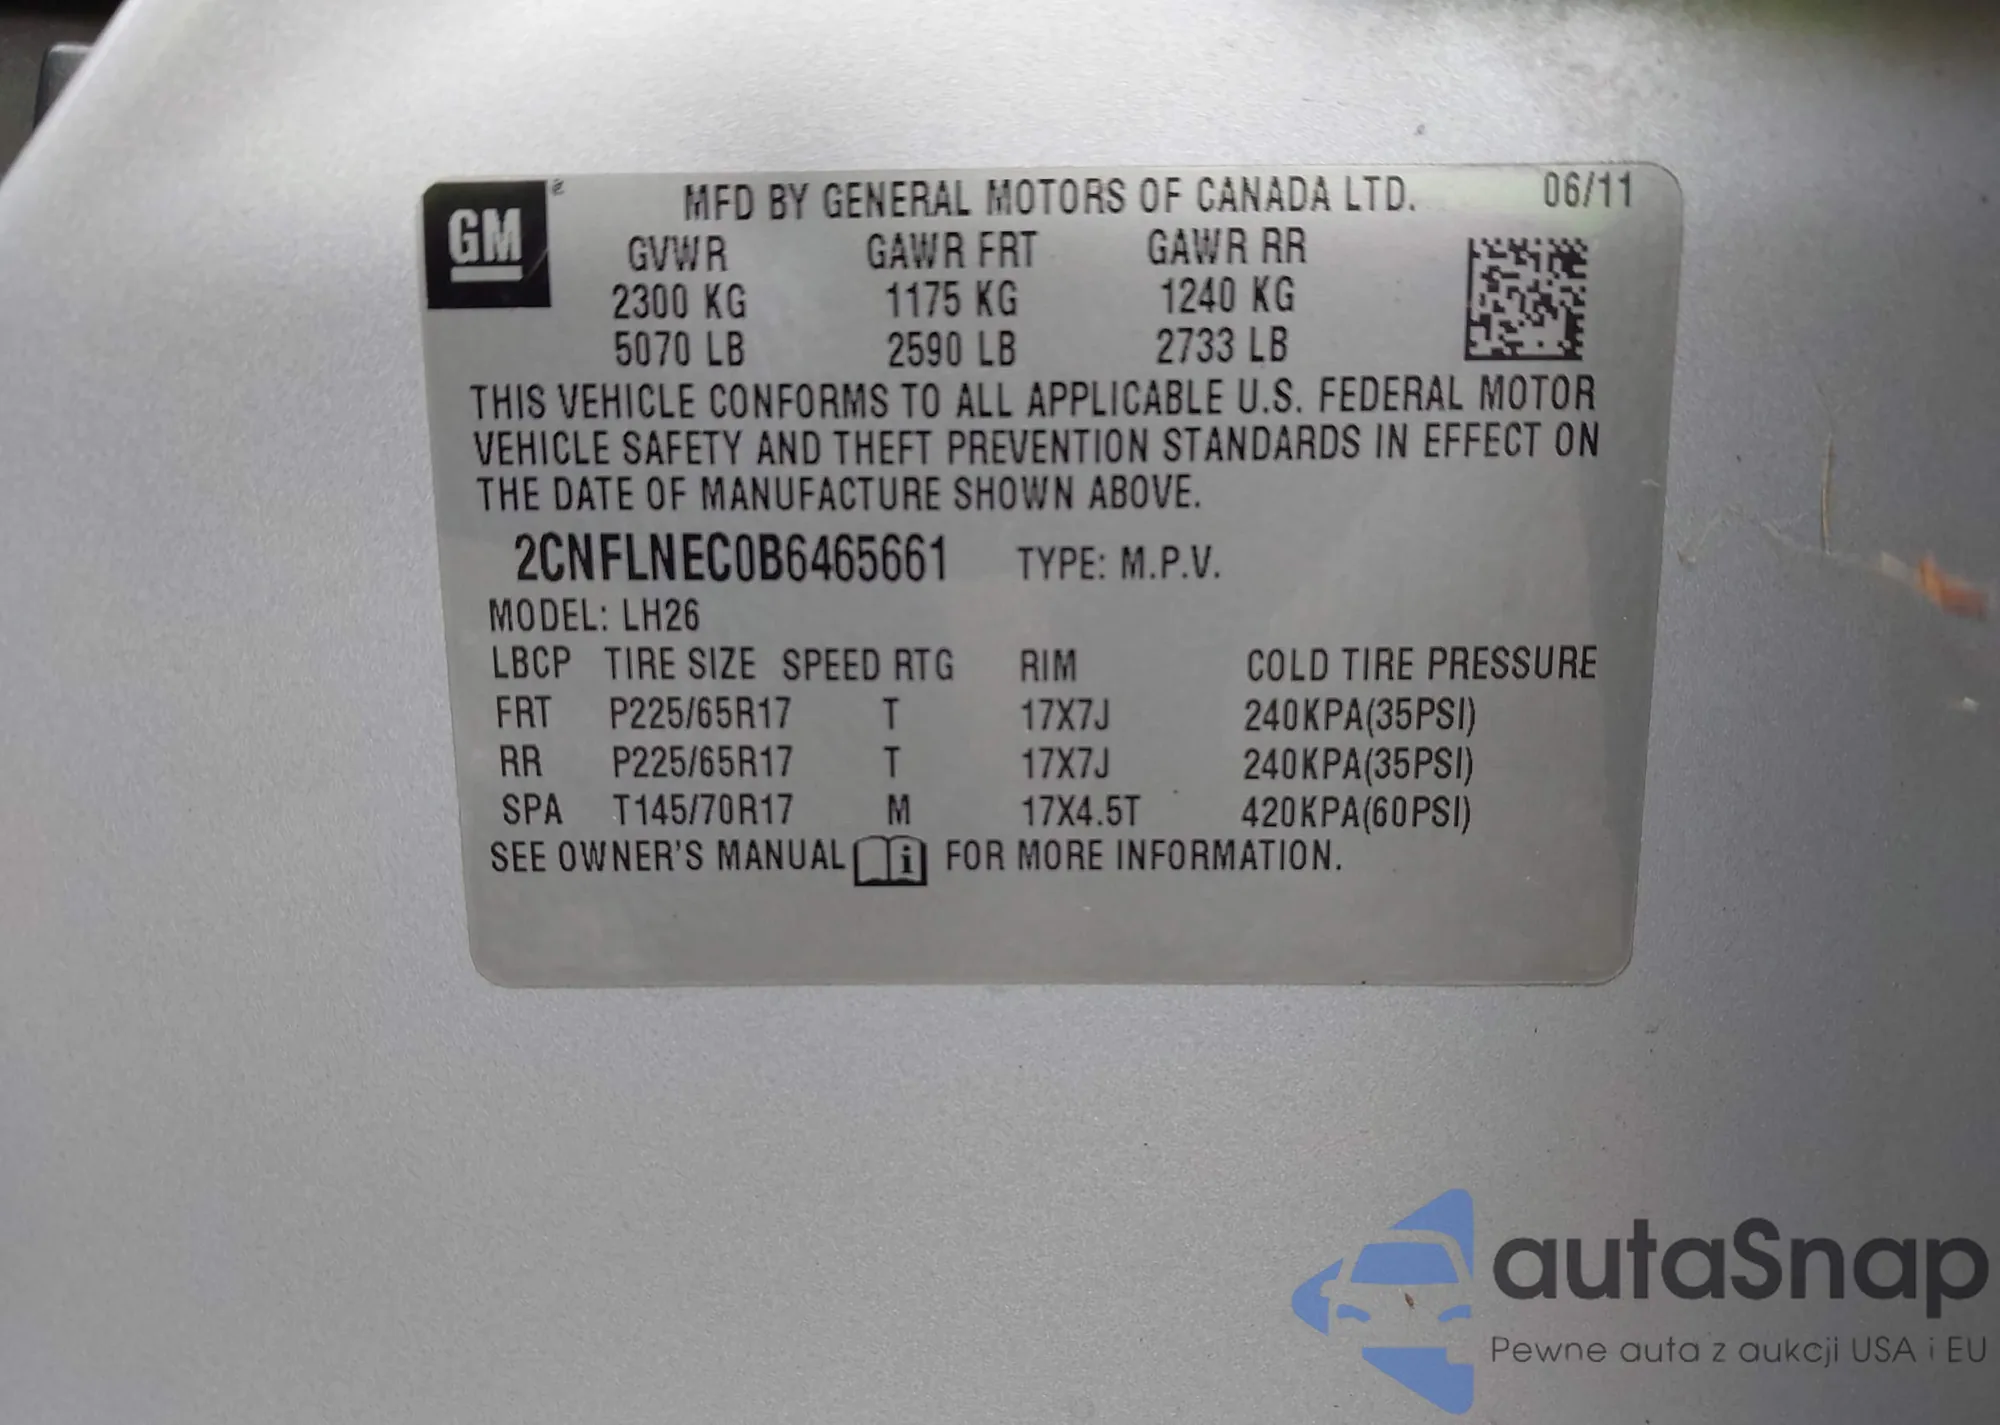 GM
MFD BY GENERAL MOTORS OF CANADA LTD. 06/11
GVWR GAWR FRT GAWR RR
2300 KG 1175 KG 1240 KG
5070 LB 2590 LB 2733 LB
THIS VEHICLE CONFORMS TO ALL APPLICABLE U.S. FEDERAL MOTOR
VEHICLE SAFETY AND THEFT PREVENTION STANDARDS IN EFFECT ON
THE DATE OF MANUFACTURE SHOWN ABOVE.
2CNFLNEC0B6465661 TYPE: M.P.V.
MODEL: LH26
LBCP TIRE SIZE SPEED RTG RIM COLD TIRE PRESSURE
FRT P225/65R17 T 17X7J 240KPA(35PSI)
RR P225/65R17 T 17X7J 240KPA(35PSI)
SPA T145/70R17 M 17X4.5T 420KPA(60PSI)
SEE OWNER'S MANUAL i FOR MORE INFORMATION.
autaSnap
Pewne auta z aukcji USA i EU